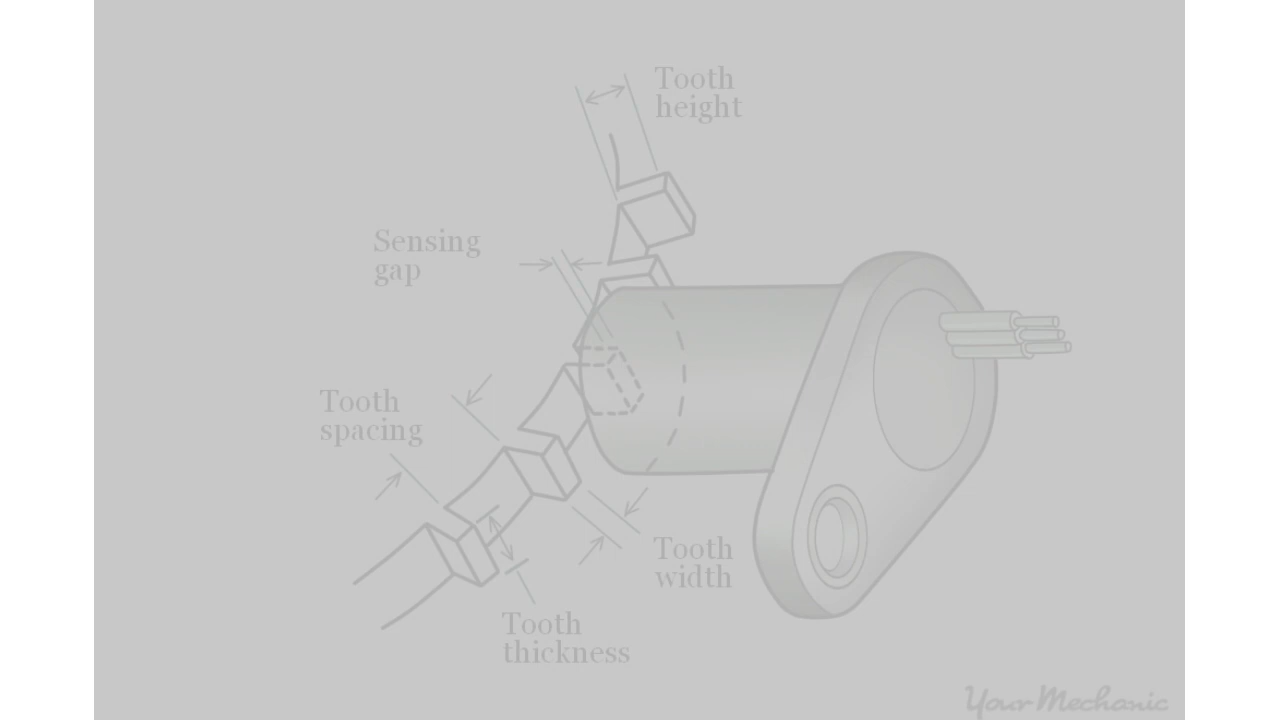 Tooth
height
Sensing
gap
Tooth
spacing
Tooth
width
Tooth
thickness
YourMechanic